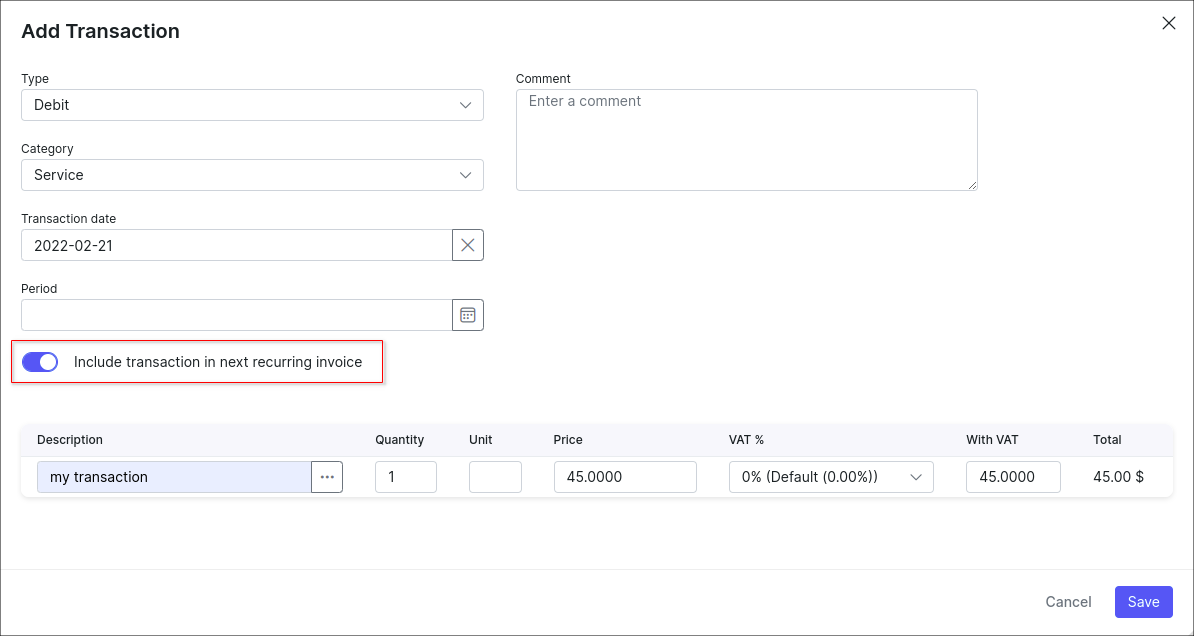 Add Transaction
Type
Debit
Category
Service
Transaction date
2022-02-21
Period
Include transaction in next recurring invoice
Comment
Enter a comment
Description Quantity Unit Price VAT % With VAT Total
my transaction ... 1 45.0000 0% (Default (0.00%)) 45.0000 45.00 $
Cancel Save